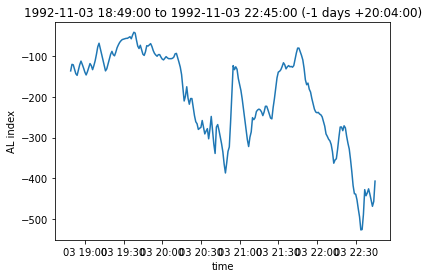 1992-11-03 18:49:00 to 1992-11-03 22:45:00 (-1 days +20:04:00)
AL index
−100
−200
−300
−400
−500
03 19:00 03 19:30 03 20:00 03 20:30 03 21:00 03 21:30 03 22:00 03 22:30
time